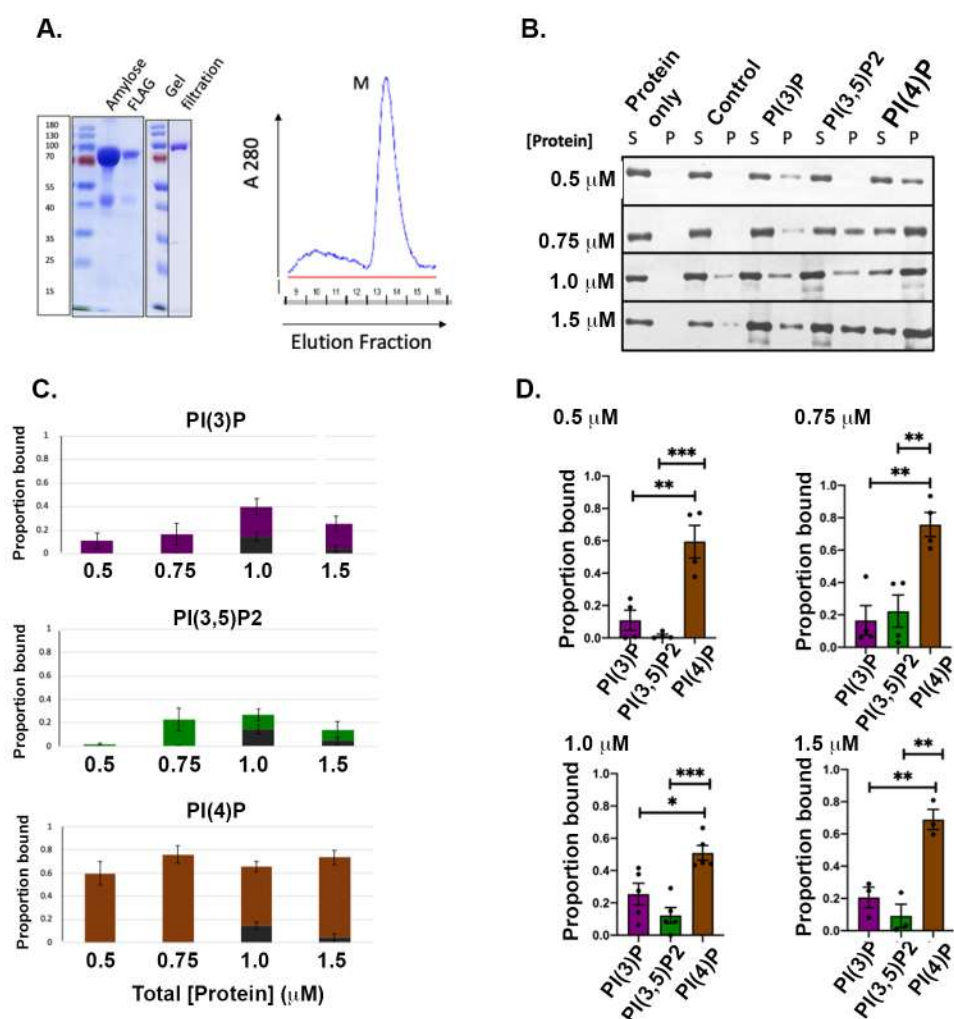 A.
Amylose
FLAG
Gel
filtration
180
130
100
70
55
40
35
25
15
M
A 280
9 10 11 12 13 14 15 16
Elution Fraction
B.
Protein only
Control
PI(3)P
PI(3,5)P2
PI(4)P
[Protein] S P S P S P S P S P
0.5 μM
0.75 μM
1.0 μM
1.5 μM
C.
PI(3)P
Proportion bound
1
0.8
0.6
0.4
0.2
0
0.5 0.75 1.0 1.5
PI(3,5)P2
Proportion bound
1
0.8
0.6
0.4
0.2
0
0.5 0.75 1.0 1.5
PI(4)P
Proportion bound
1
0.8
0.6
0.4
0.2
0
0.5 0.75 1.0 1.5
Total [Protein] (μM)
D.
0.5 μM
***
**
Proportion bound
1.0
0.8
0.6
0.4
0.2
0.0
PI(3)P
PI(3,5)P2
PI(4)P
0.75 μM
**
**
Proportion bound
1.0
0.8
0.6
0.4
0.2
0.0
PI(3)P
PI(3,5)P2
PI(4)P
1.0 μM
***
*
Proportion bound
1.0
0.8
0.6
0.4
0.2
0.0
PI(3)P
PI(3,5)P2
PI(4)P
1.5 μM
**
**
Proportion bound
1.0
0.8
0.6
0.4
0.2
0.0
PI(3)P
PI(3,5)P2
PI(4)P